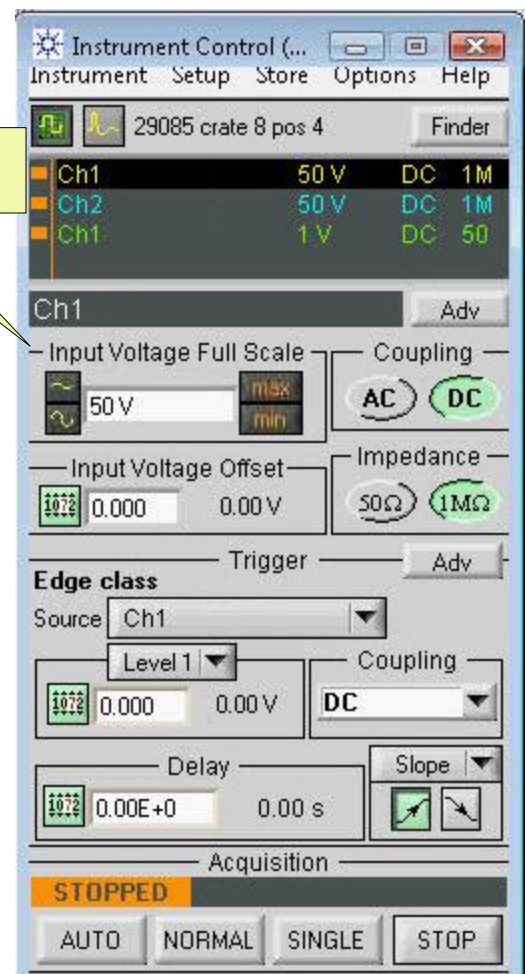 Instrument Control (...
Instrument Setup Store Options Help
29085 crate 8 pos 4 Finder
Ch1 50 V DC 1M
Ch2 50 V DC 1M
Ch1 1 V DC 50
Ch1 Adv
Input Voltage Full Scale Coupling
50 V max min AC DC
Input Voltage Offset Impedance
1072 0.000 0.00 V 50Ω 1MΩ
Trigger Adv
Edge class
Source Ch1
Level 1 Coupling
1072 0.000 0.00 V DC
Delay Slope
1072 0.00E+0 0.00 s
Acquisition
STOPPED
AUTO NORMAL SINGLE STOP